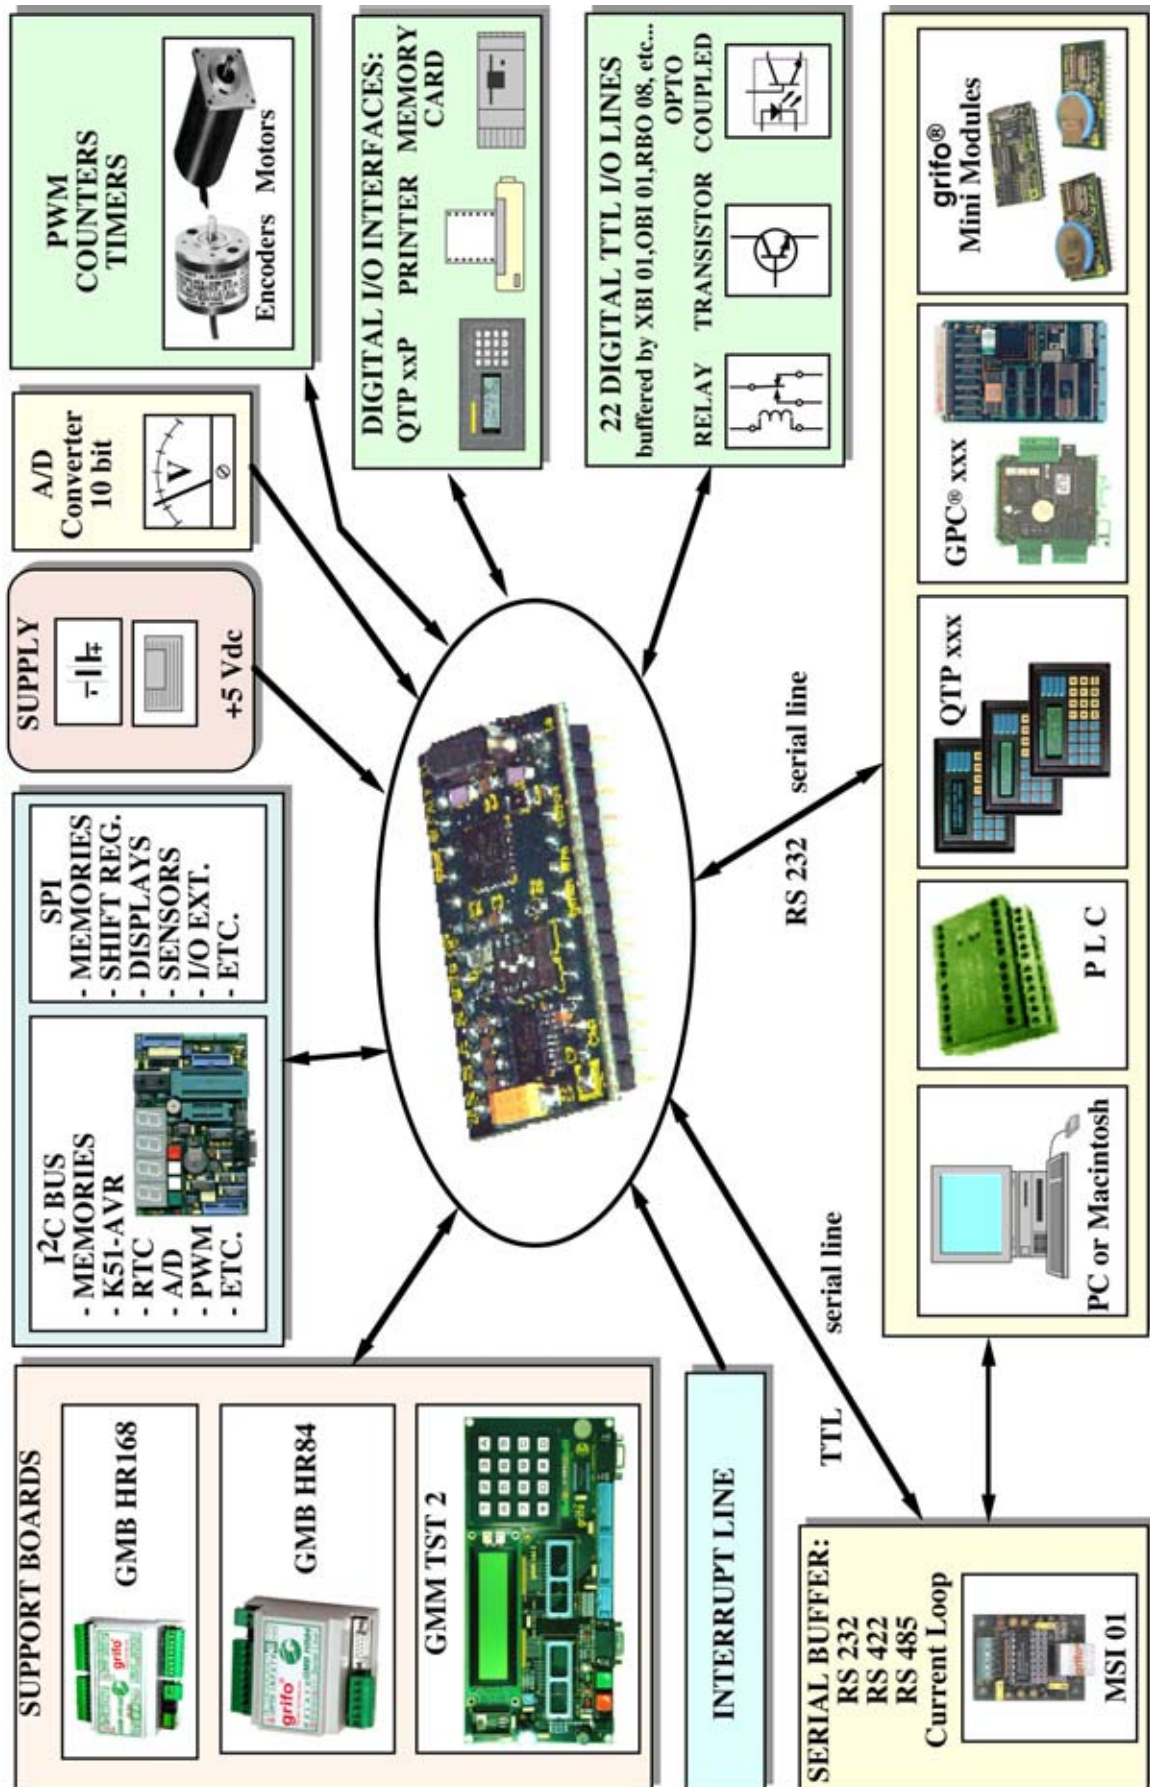 SUPPORT BOARDS
GMB HR168
GMB HR84
GMM TST 2
I2C BUS
- MEMORIES
- K51-AVR
- RTC
- A/D
- PWM
- ETC.
SPI
- MEMORIES
- SHIFT REG.
- DISPLAYS
- SENSORS
- I/O EXT.
- ETC.
SUPPLY
+5 Vdc
A/D
Converter
10 bit
V
PWM
COUNTERS
TIMERS
Encoders Motors
DIGITAL I/O INTERFACES:
QTP xxP PRINTER MEMORY
CARD
22 DIGITAL TTL I/O LINES
buffered by XBI 01,OBI 01,RBO 08, etc...
OPTO
RELAY TRANSISTOR COUPLED
INTERRUPT LINE
TTL serial line
RS 232 serial line
SERIAL BUFFER:
RS 232
RS 422
RS 485
Current Loop
MSI 01
PC or Macintosh
P L C
QTP xxx
GPC® xxx
grifo®
Mini Modules
grifo®
grifo®
grifo